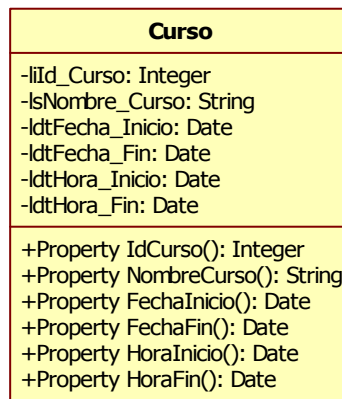 Curso
-liId_Curso: Integer
-lsNombre_Curso: String
-ldtFecha_Inicio: Date
-ldtFecha_Fin: Date
-ldtHora_Inicio: Date
-ldtHora_Fin: Date
+Property IdCurso(): Integer
+Property NombreCurso(): String
+Property FechaInicio(): Date
+Property FechaFin(): Date
+Property HoraInicio(): Date
+Property HoraFin(): Date